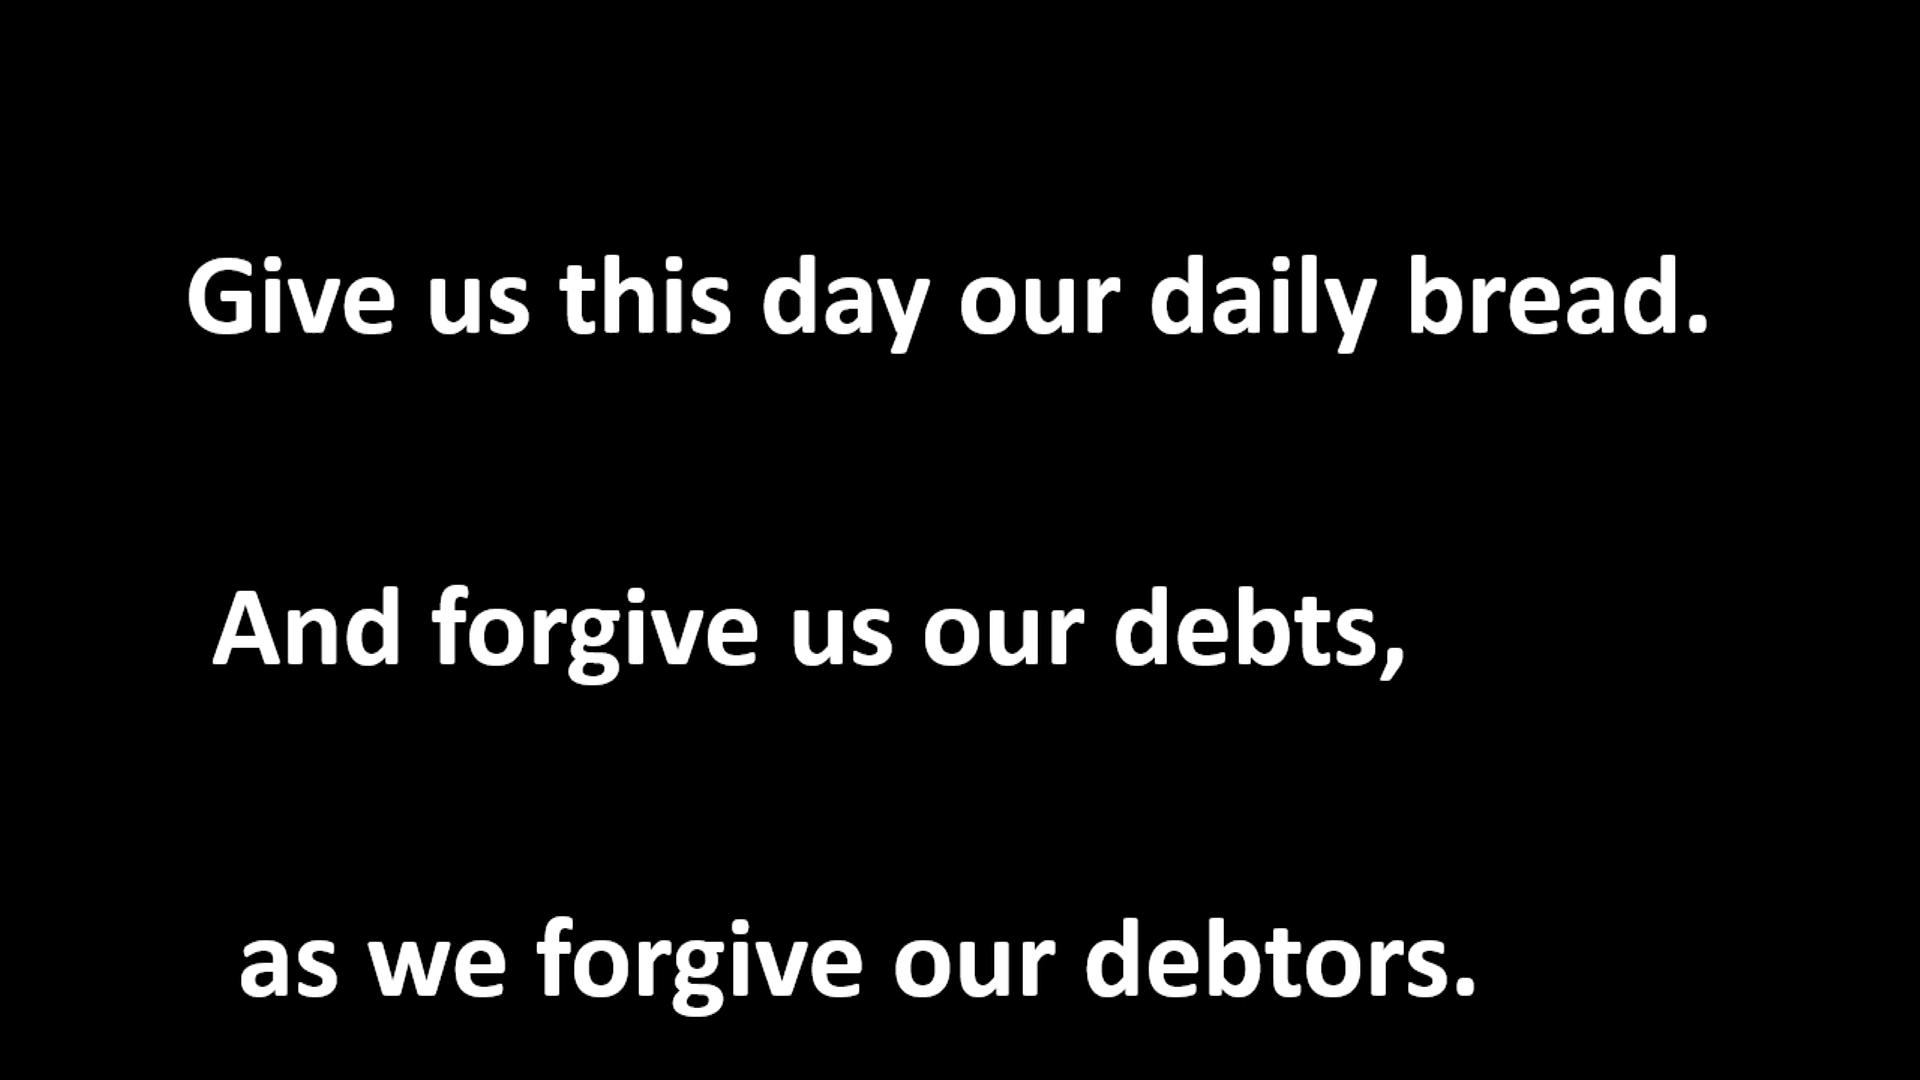 Give us this day our daily bread.
And forgive us our debts,
as we forgive our debtors.